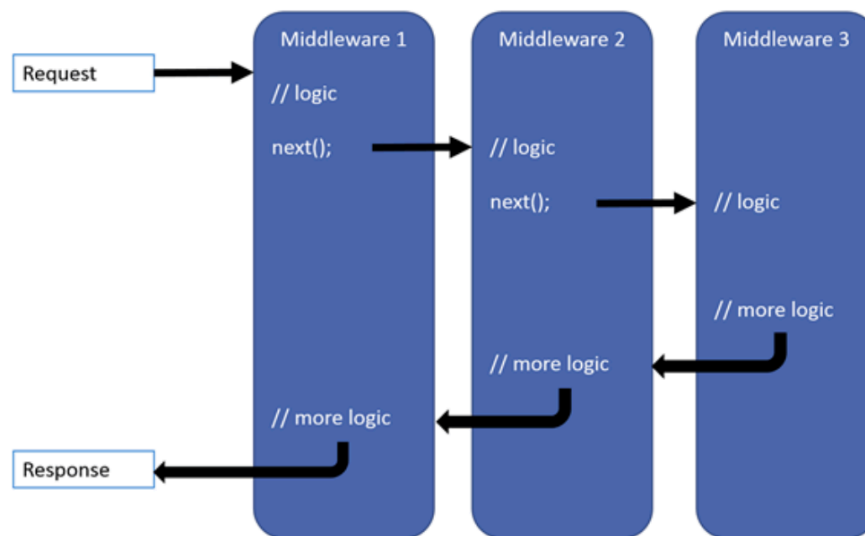 Middleware 1
Middleware 2
Middleware 3
Request
// logic
next();
// logic
next();
// logic
// more logic
// more logic
// more logic
Response